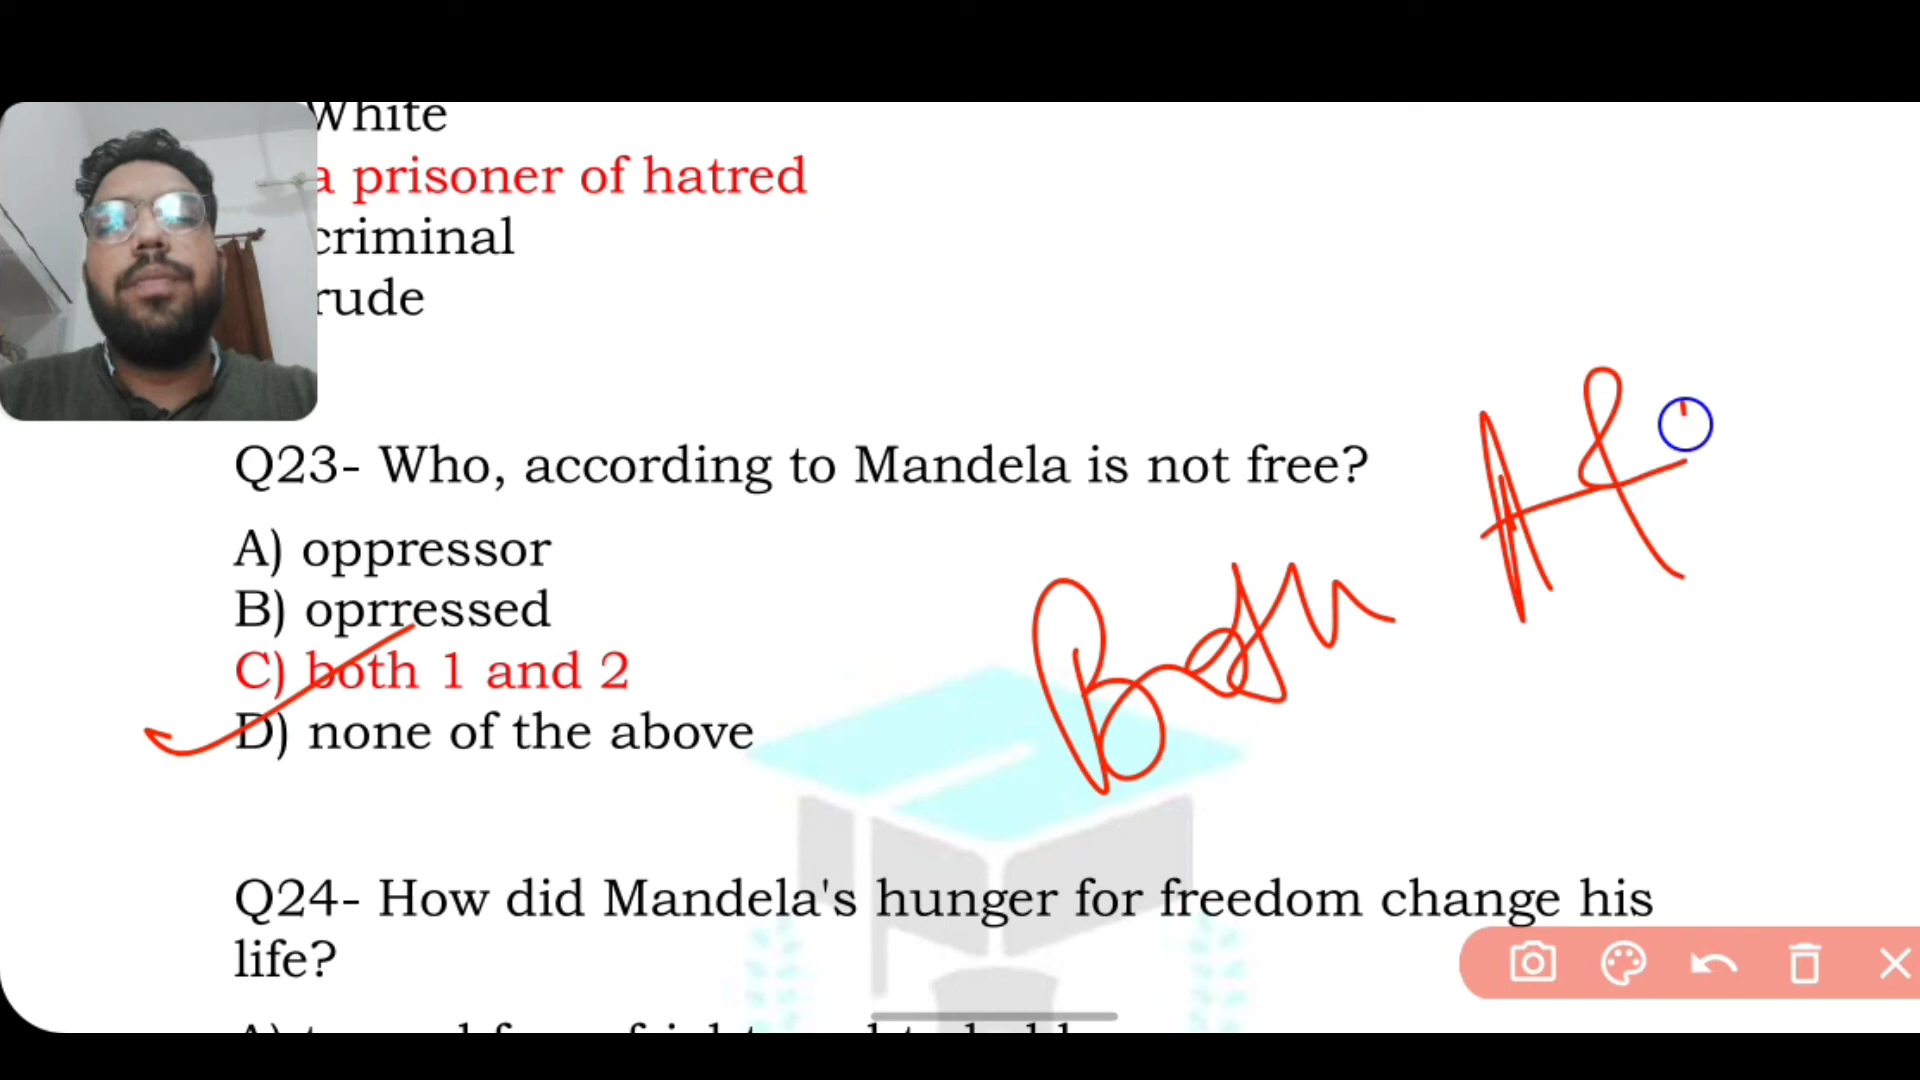 White
a prisoner of hatred
criminal
rude
Q23- Who, according to Mandela is not free?
A) oppressor
B) oprressed
C) both 1 and 2
D) none of the above
Both A &
Q24- How did Mandela's hunger for freedom change his
life?